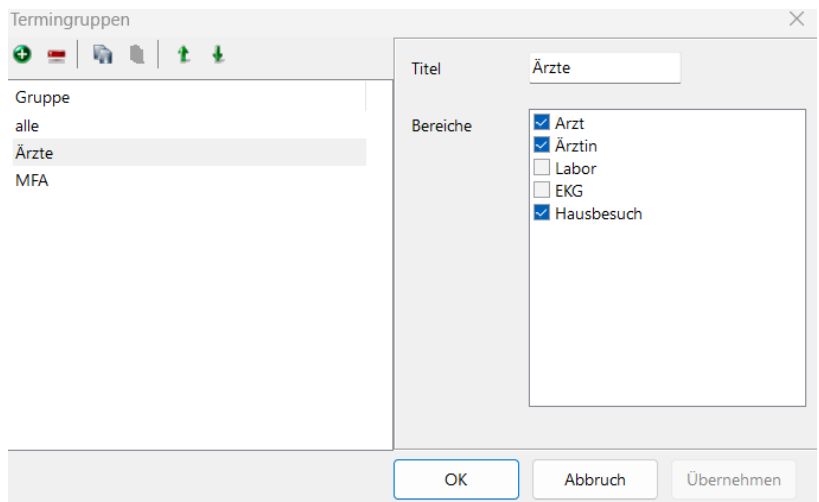 Termingruppen
Gruppe
alle
Ärzte
MFA
Titel
Ärzte
Bereiche
Arzt
Ärztin
Labor
EKG
Hausbesuch
OK
Abbruch
Übernehmen